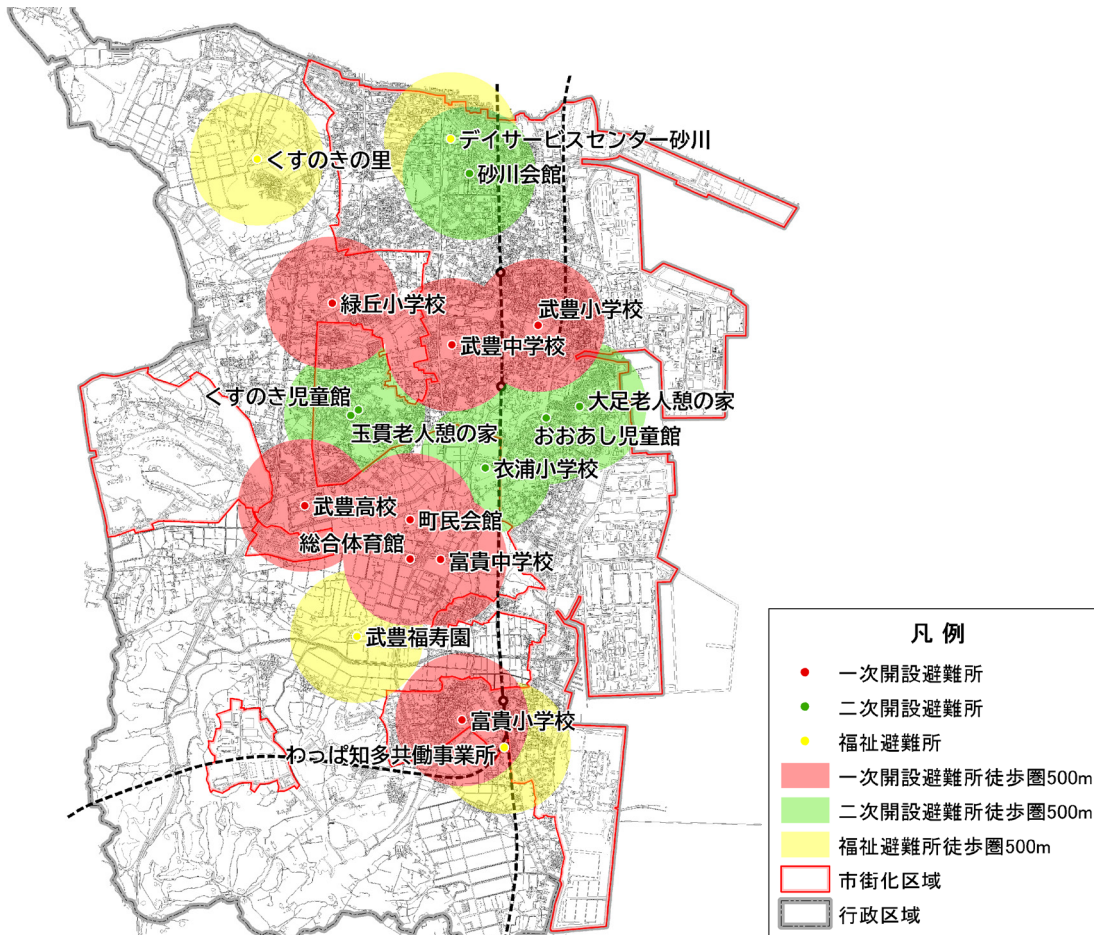 デイサービスセンター砂川
くすのきの里
砂川会館
緑丘小学校
武豊小学校
武豊中学校
くすのき児童館
大足老人憩の家
玉貫老人憩の家
おおあし児童館
衣浦小学校
武豊高校
町民会館
総合体育館
富貴中学校
武豊福寿園
富貴小学校
わっぱ知多共働事業所
凡例
一次開設避難所
二次開設避難所
福祉避難所
一次開設避難所徒歩圏500m
二次開設避難所徒歩圏500m
福祉避難所徒歩圏500m
市街化区域
行政区域